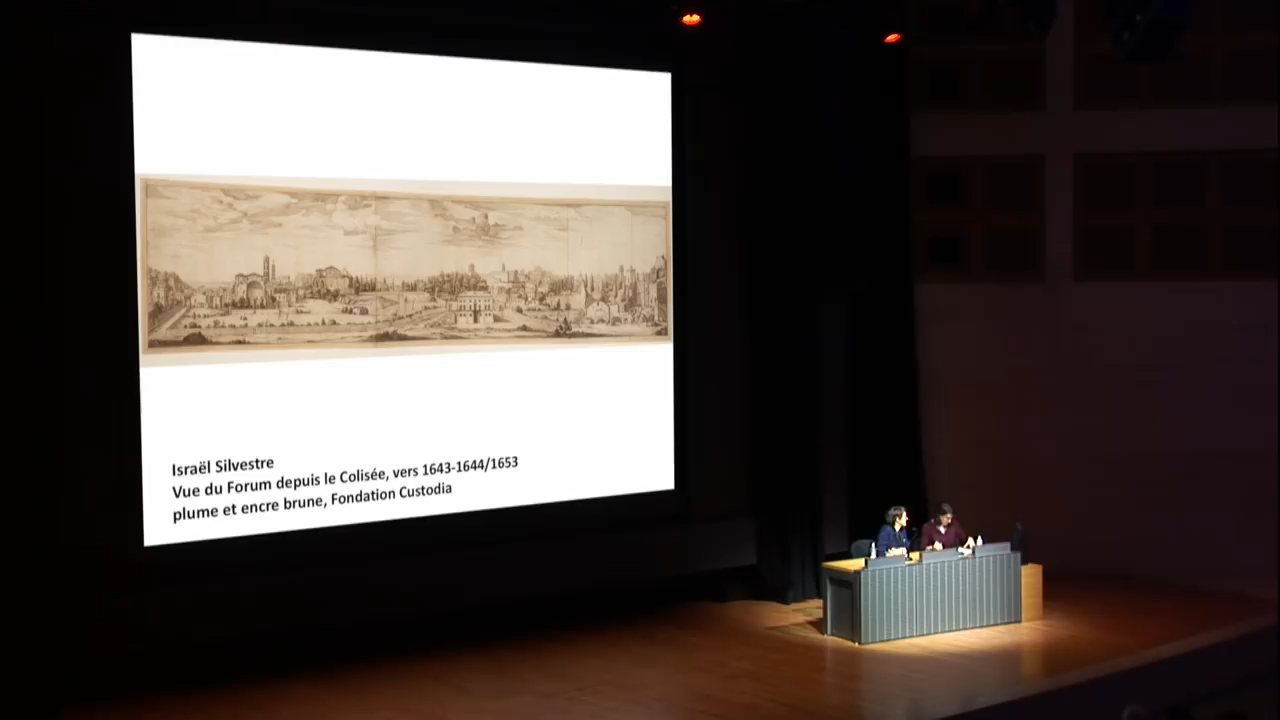 Israël Silvestre
Vue du Forum depuis le Colisée, vers 1643-1644/1653
plume et encre brune, Fondation Custodia